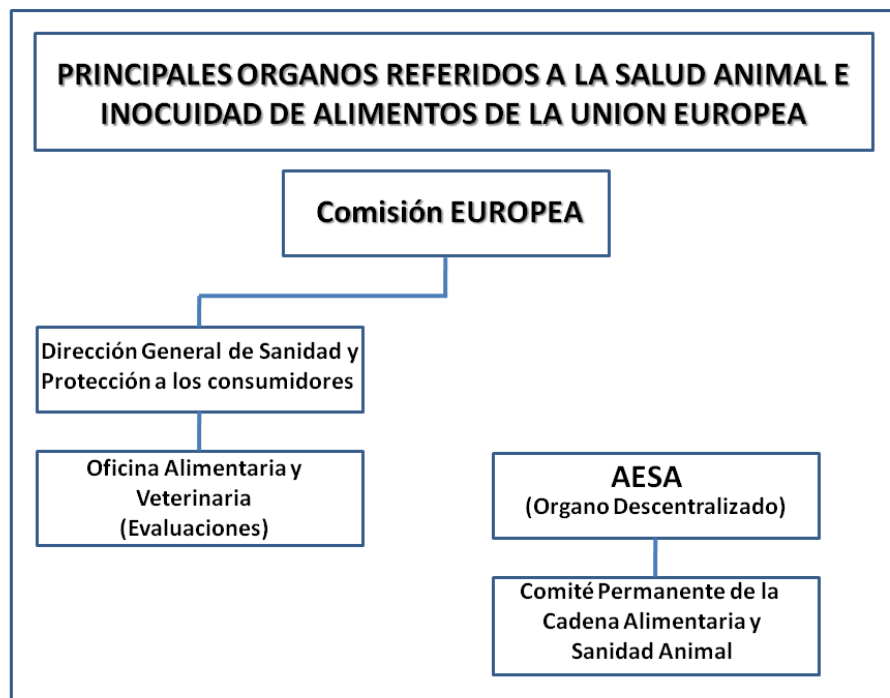 PRINCIPALES ORGANOS REFERIDOS A LA SALUD ANIMAL E
INOCUIDAD DE ALIMENTOS DE LA UNION EUROPEA
Comisión EUROPEA
Dirección General de Sanidad y
Protección a los consumidores
Oficina Alimentaria y
Veterinaria
(Evaluaciones)
AESA
(Organo Descentralizado)
Comité Permanente de la
Cadena Alimentaria y
Sanidad Animal